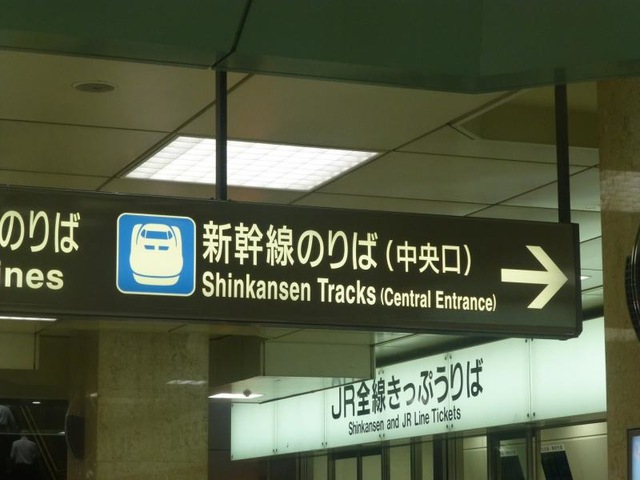 のりば
ines
新幹線のりば (中央口)
Shinkansen Tracks (Central Entrance)
JR全線きっぷうりば
Shinkansen and JR Line Tickets